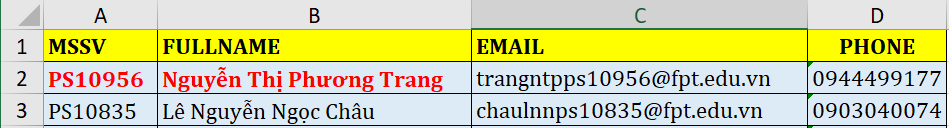 A B C D
1 MSSV FULLNAME EMAIL PHONE
2 PS10956 Nguyễn Thị Phương Trang trangntpps10956@fpt.edu.vn 0944499177
3 PS10835 Lê Nguyễn Ngọc Châu chaulnnps10835@fpt.edu.vn 0903040074